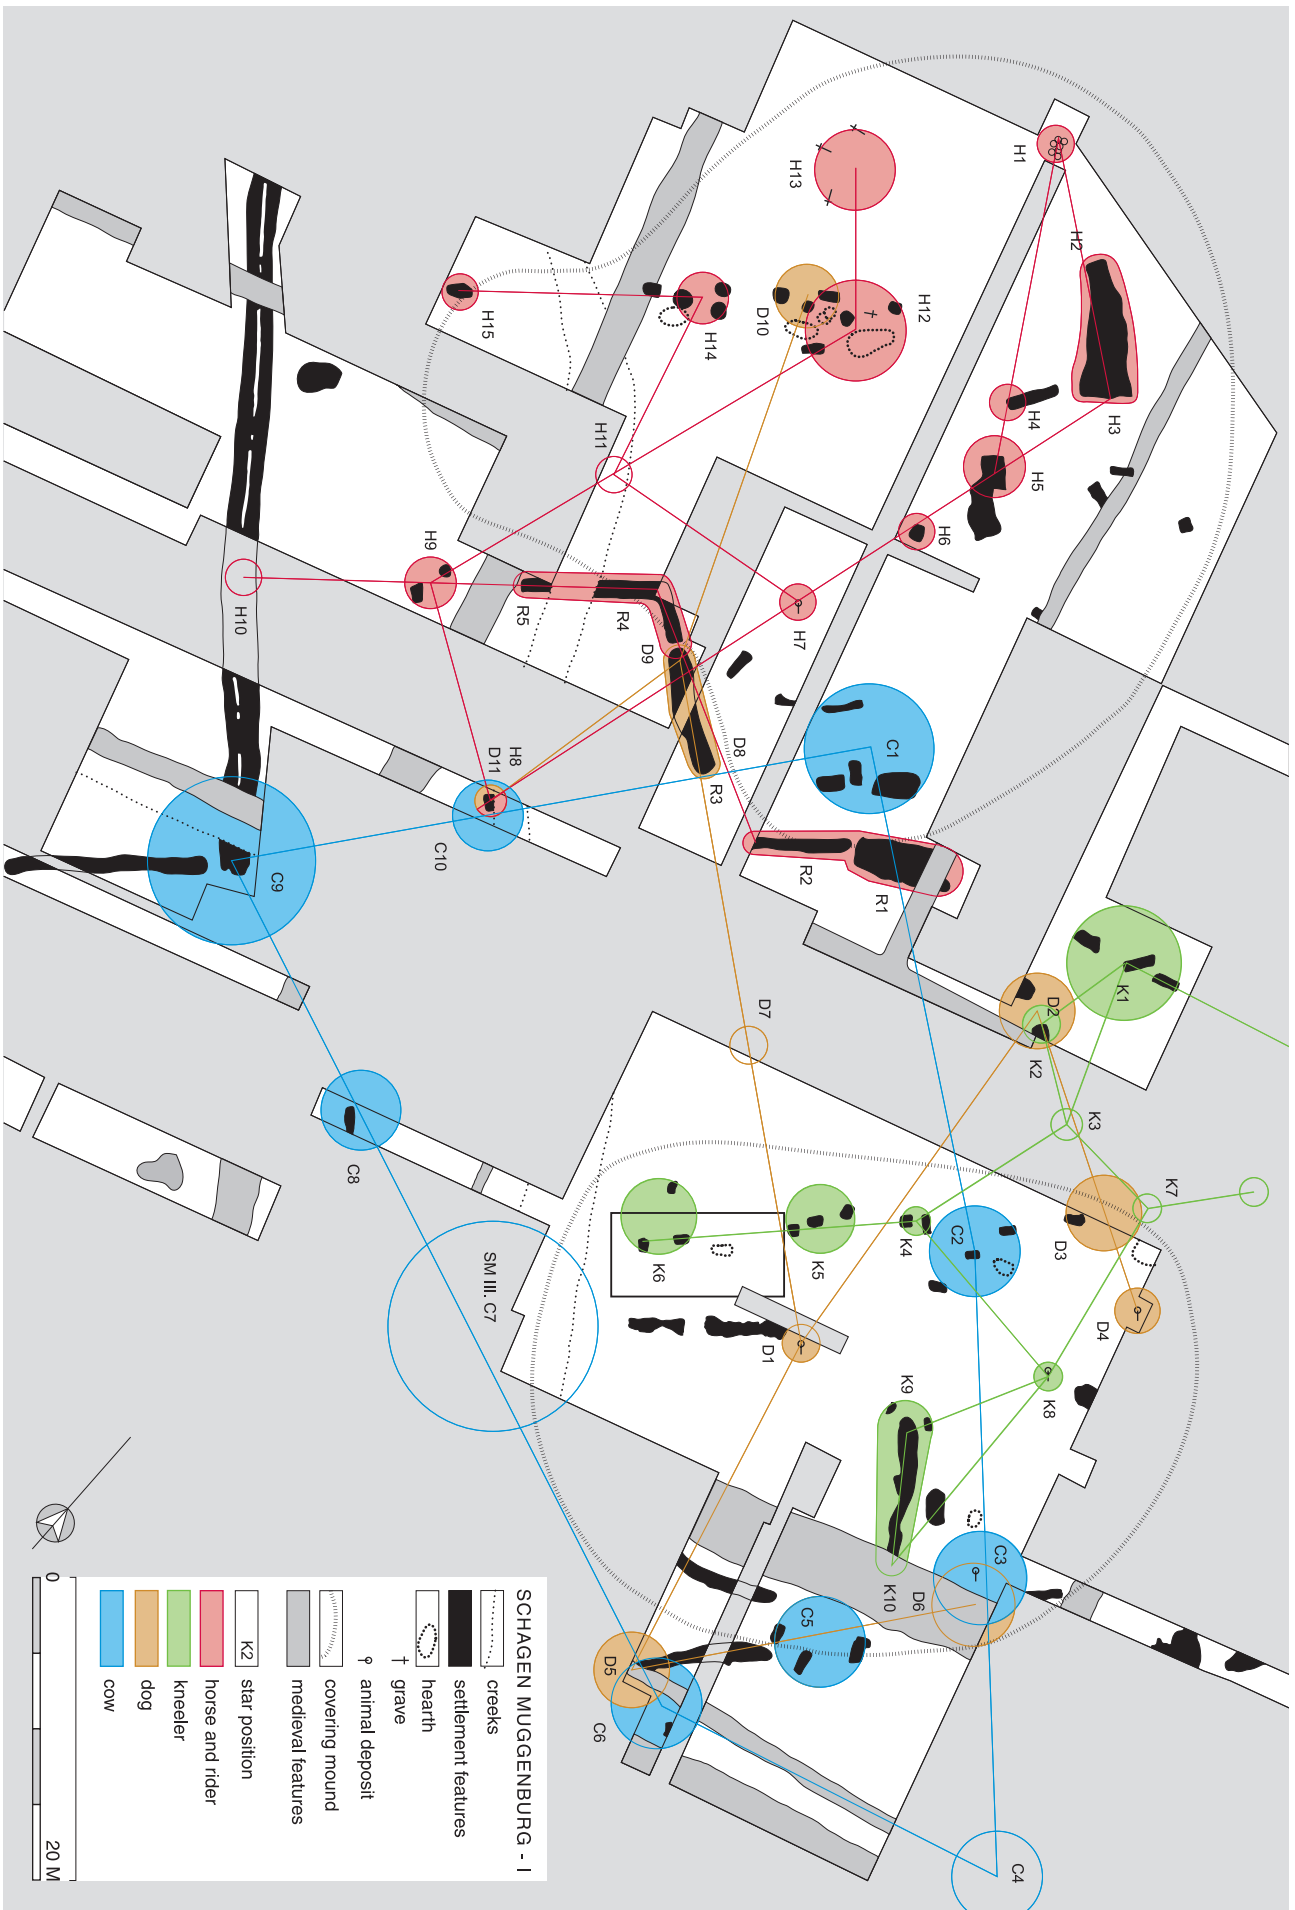 SCHAGEN MUGGENBURG - I
creeks
settlement features
hearth
grave
animal deposit
covering mound
medieval features
K2
star position
horse and rider
kneeler
dog
cow
0
20 M
H1
H2
H3
H4
H5
H6
H7
H8
D11
H9
H10
H11
H12
H13
H14
H15
D10
R5
R4
D9
R3
D8
R2
R1
C1
C10
C9
C8
SM III. C7
D7
K1
D2
K2
K3
K7
D3
D4
C2
K4
K5
K6
D1
K8
K9
K10
D6
C3
C5
D5
C6
C4